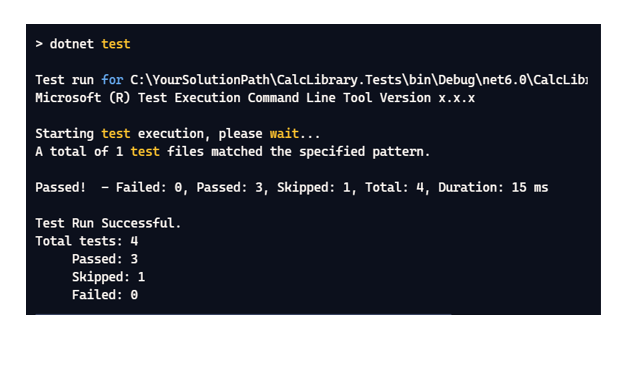 > dotnet test
Test run for C:\YourSolutionPath\CalcLibrary.Tests\bin\Debug\net6.0\CalcLib
Microsoft (R) Test Execution Command Line Tool Version x.x.x
Starting test execution, please wait...
A total of 1 test files matched the specified pattern.
Passed!  - Failed: 0, Passed: 3, Skipped: 1, Total: 4, Duration: 15 ms
Test Run Successful.
Total tests: 4
Passed: 3
Skipped: 1
Failed: 0